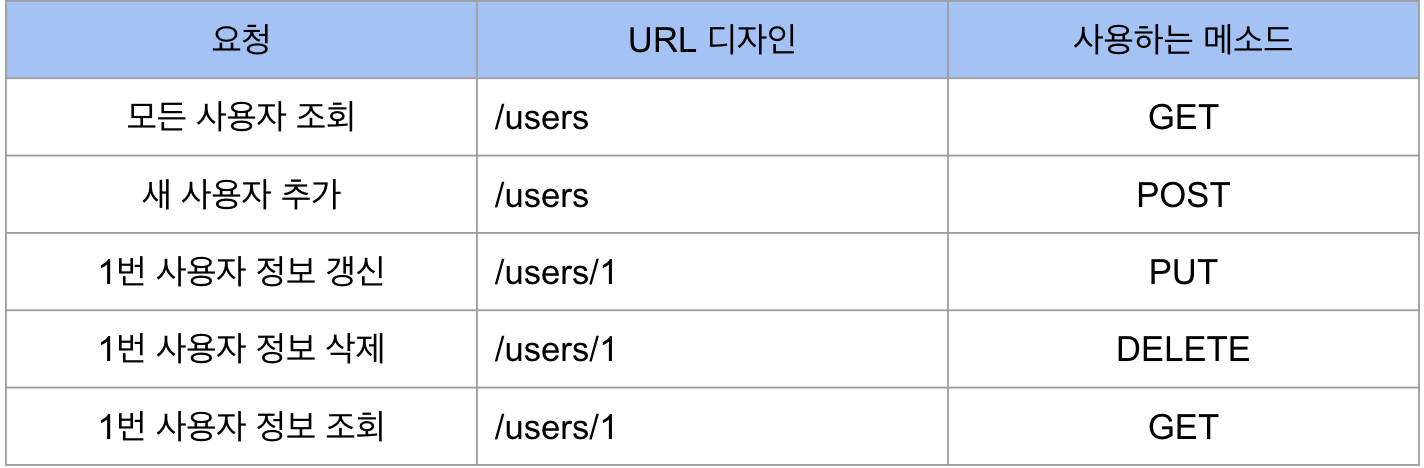 요청 URL 디자인 사용하는 메소드
모든 사용자 조회 /users GET
새 사용자 추가 /users POST
1번 사용자 정보 갱신 /users/1 PUT
1번 사용자 정보 삭제 /users/1 DELETE
1번 사용자 정보 조회 /users/1 GET